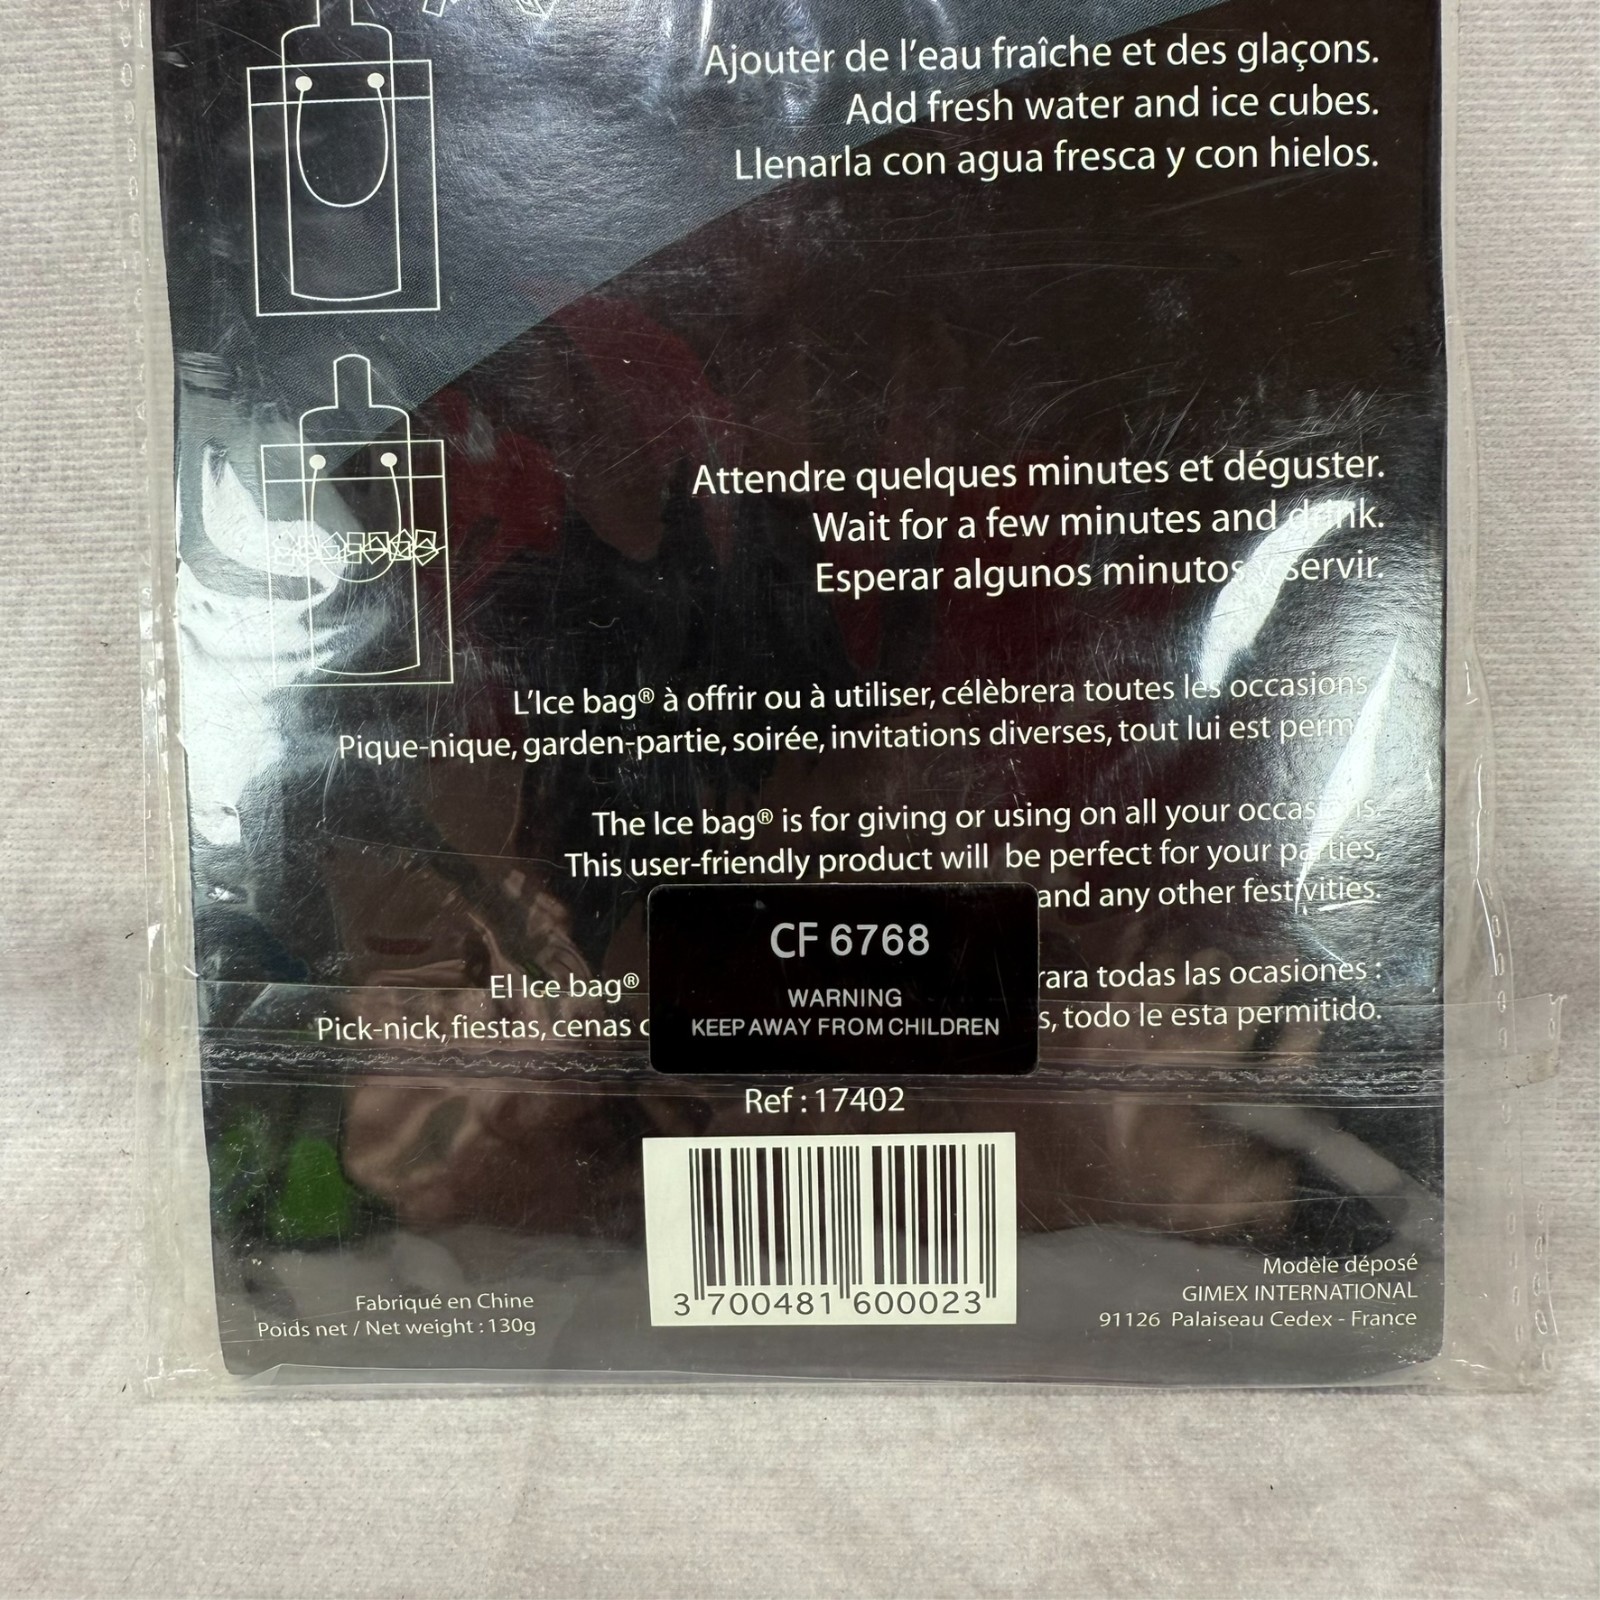 Ajouter de l'eau fraîche et des glaçons.
Add fresh water and ice cubes.
Llenarla con agua fresca y con hielos.
Attendre quelques minutes et déguster.
Wait for a few minutes and drink.
Esperar algunos minutos y servir.
L'Ice bag® à offrir ou à utiliser, célèbrera toutes les occasions
Pique-nique, garden-partie, soirée, invitations diverses, tout lui est
The Ice bag® is for giving or using on all your occasions.
This user-friendly product will be perfect for your parties,
and any other festivities.
El Ice bag® todas las ocasiones :
Pick-nick, fiestas, cenas todo le esta permitido.
CF 6768
WARNING
KEEP AWAY FROM CHILDREN
Ref : 17402
3 700481 600023
Fabriqué en Chine
Poids net / Net weight : 130g
Modèle déposé
GIMEX INTERNATIONAL
91126 Palaiseau Cedex - France